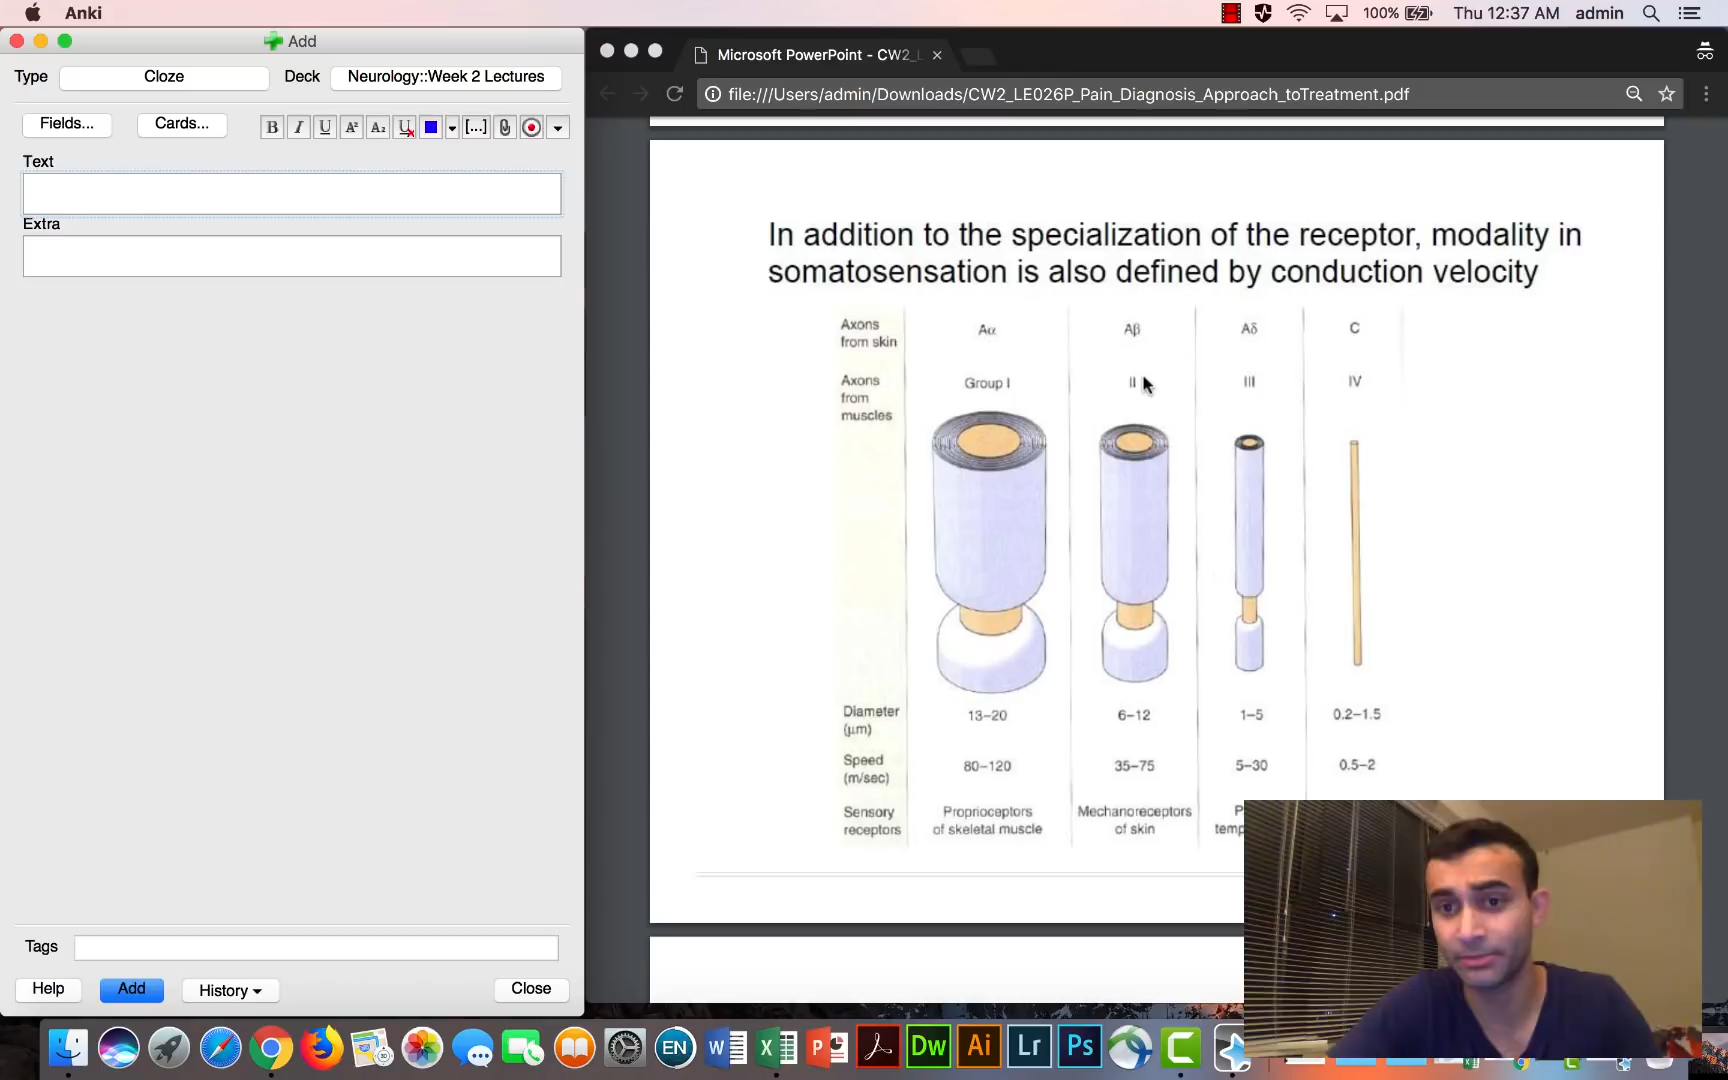 Anki
100%
Thu 12:37 AM
admin
Add
Type
Cloze
Deck
Neurology::Week 2 Lectures
Fields...
Cards...
B I U A² A₂ U
[...]
Text
Extra
Tags
Help
Add
History
Close
Microsoft PowerPoint - CW2_L
file:///Users/admin/Downloads/CW2_LE026P_Pain_Diagnosis_Approach_toTreatment.pdf
In addition to the specialization of the receptor, modality in
somatosensation is also defined by conduction velocity
Axons
from skin
Aα
Aβ
Aδ
C
Axons
from
muscles
Group I
II
III
IV
Diameter
(μm)
13–20
6–12
1–5
0.2–1.5
Speed
(m/sec)
80–120
35–75
5–30
0.5–2
Sensory
receptors
Proprioceptors
of skeletal muscle
Mechanoreceptors
of skin
P
temp
EN
W
X
P
Dw
Ai
Lr
Ps
C